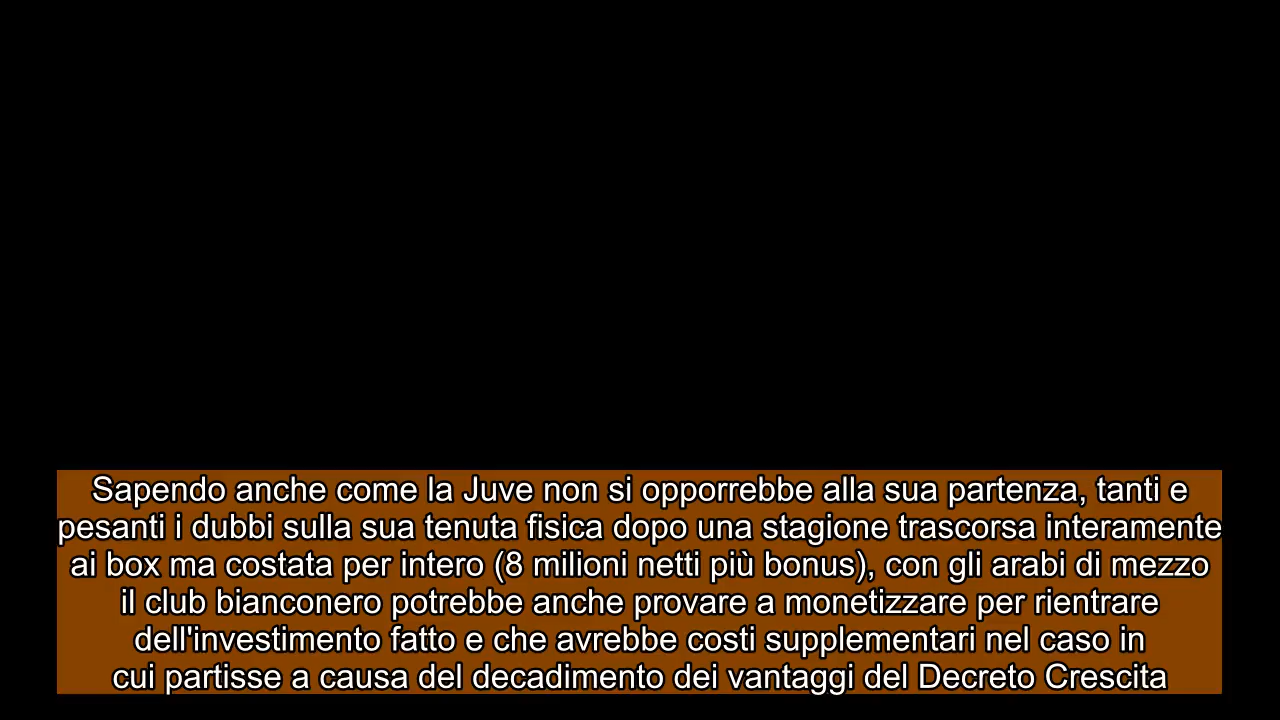 Sapendo anche come la Juve non si opporrebbe alla sua partenza, tanti e
pesanti i dubbi sulla sua tenuta fisica dopo una stagione trascorsa interamente
ai box ma costata per intero (8 milioni netti più bonus), con gli arabi di mezzo
il club bianconero potrebbe anche provare a monetizzare per rientrare
dell'investimento fatto e che avrebbe costi supplementari nel caso in
cui partisse a causa del decadimento dei vantaggi del Decreto Crescita